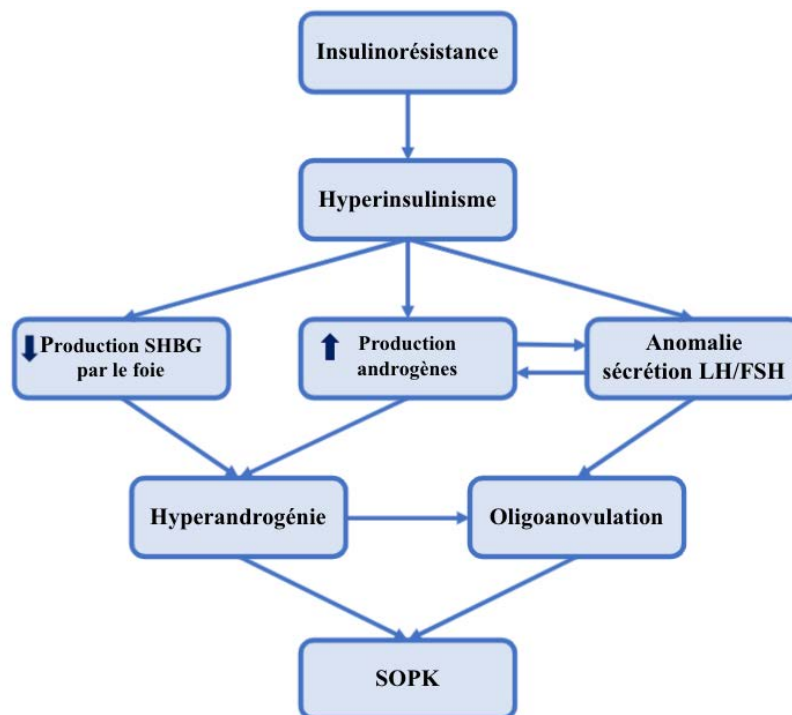 Insulinorésistance
Hyperinsulinisme
Production SHBG
par le foie
Production
androgènes
Anomalie
sécrétion LH/FSH
Hyperandrogénie
Oligoanovulation
SOPK